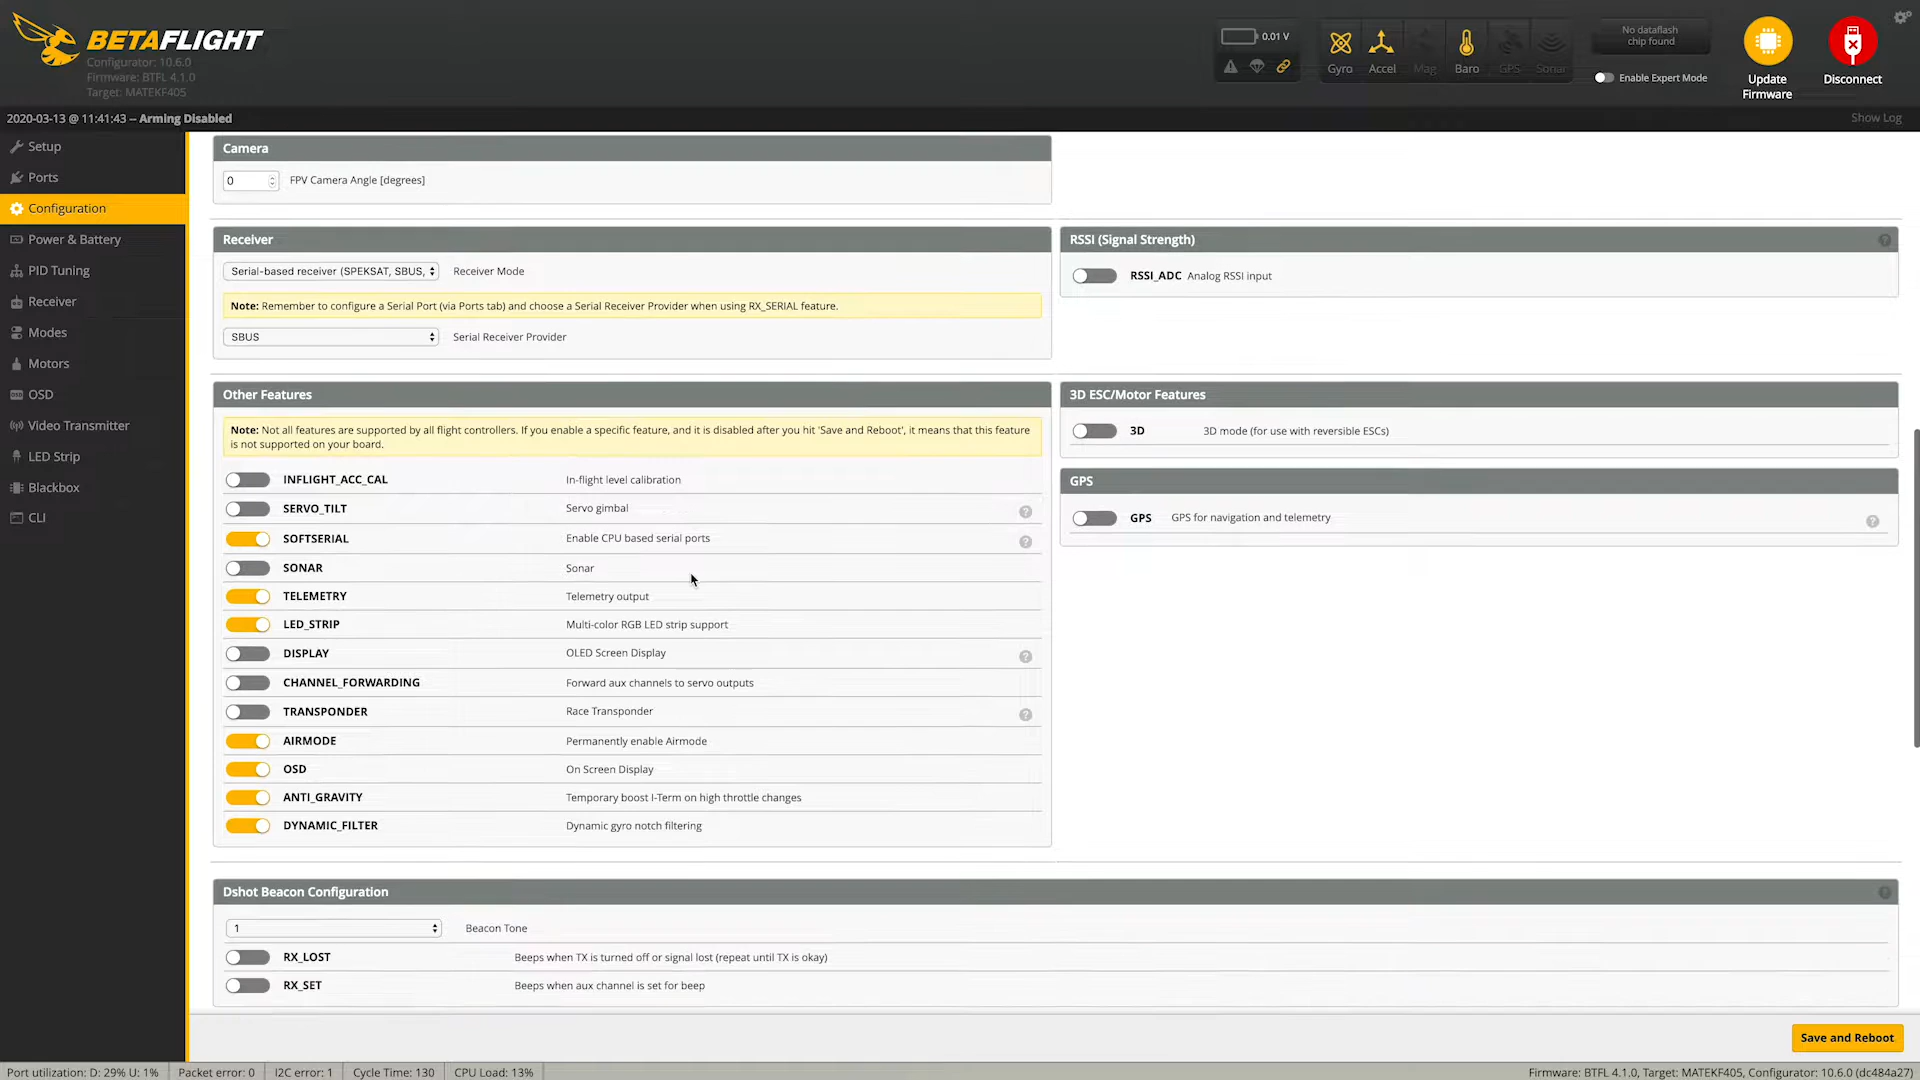 BETAFLIGHT
Configurator: 10.6.0
Firmware: BTFL 4.1.0
Target: MATEKF405
0.01 V
Gyro
Accel
Mag
Baro
GPS
Sonar
No dataflash
chip found
Enable Expert Mode
Update
Firmware
Disconnect
2020-03-13 @ 11:41:43 -- Arming Disabled
Show Log
Setup
Ports
Configuration
Power & Battery
PID Tuning
Receiver
Modes
Motors
OSD
Video Transmitter
LED Strip
Blackbox
CLI
Camera
0 FPV Camera Angle [degrees]
Receiver
Serial-based receiver (SPEKSAT, SBUS, Receiver Mode
Note: Remember to configure a Serial Port (via Ports tab) and choose a Serial Receiver Provider when using RX_SERIAL feature.
SBUS Serial Receiver Provider
RSSI (Signal Strength)
RSSI_ADC Analog RSSI input
Other Features
Note: Not all features are supported by all flight controllers. If you enable a specific feature, and it is disabled after you hit 'Save and Reboot', it means that this feature
is not supported on your board.
INFLIGHT_ACC_CAL In-flight level calibration
SERVO_TILT Servo gimbal
SOFTSERIAL Enable CPU based serial ports
SONAR Sonar
TELEMETRY Telemetry output
LED_STRIP Multi-color RGB LED strip support
DISPLAY OLED Screen Display
CHANNEL_FORWARDING Forward aux channels to servo outputs
TRANSPONDER Race Transponder
AIRMODE Permanently enable Airmode
OSD On Screen Display
ANTI_GRAVITY Temporary boost I-Term on high throttle changes
DYNAMIC_FILTER Dynamic gyro notch filtering
3D ESC/Motor Features
3D 3D mode (for use with reversible ESCs)
GPS
GPS GPS for navigation and telemetry
Dshot Beacon Configuration
1 Beacon Tone
RX_LOST Beeps when TX is turned off or signal lost (repeat until TX is okay)
RX_SET Beeps when aux channel is set for beep
Save and Reboot
Port utilization: D: 29% U: 1% Packet error: 0 I2C error: 1 Cycle Time: 130 CPU Load: 13%
Firmware: BTFL 4.1.0, Target: MATEKF405, Configurator: 10.6.0 (dc484a27)